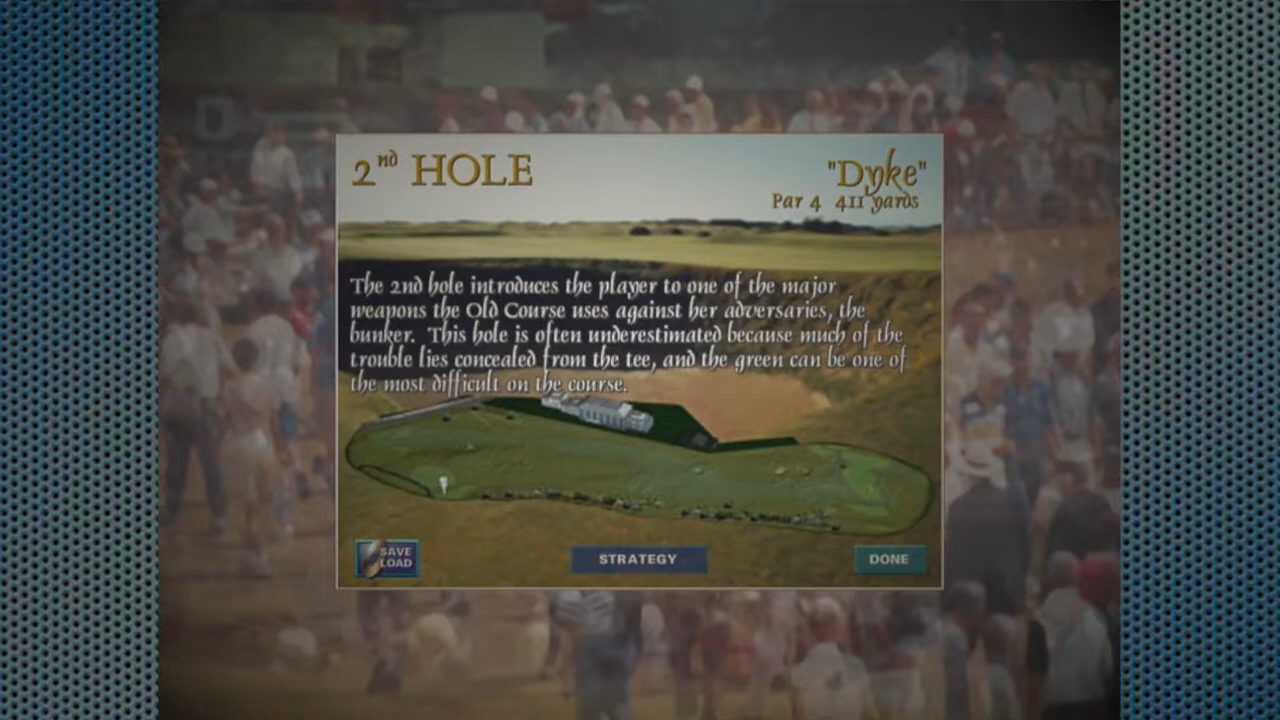 2nd HOLE
"Dyke"
Par 4 411 yards
The 2nd hole introduces the player to one of the major
weapons the Old Course uses against her adversaries, the
bunker. This hole is often underestimated because much of the
trouble lies concealed from the tee, and the green can be one of
the most difficult on the course.
SAVE
LOAD
STRATEGY
DONE